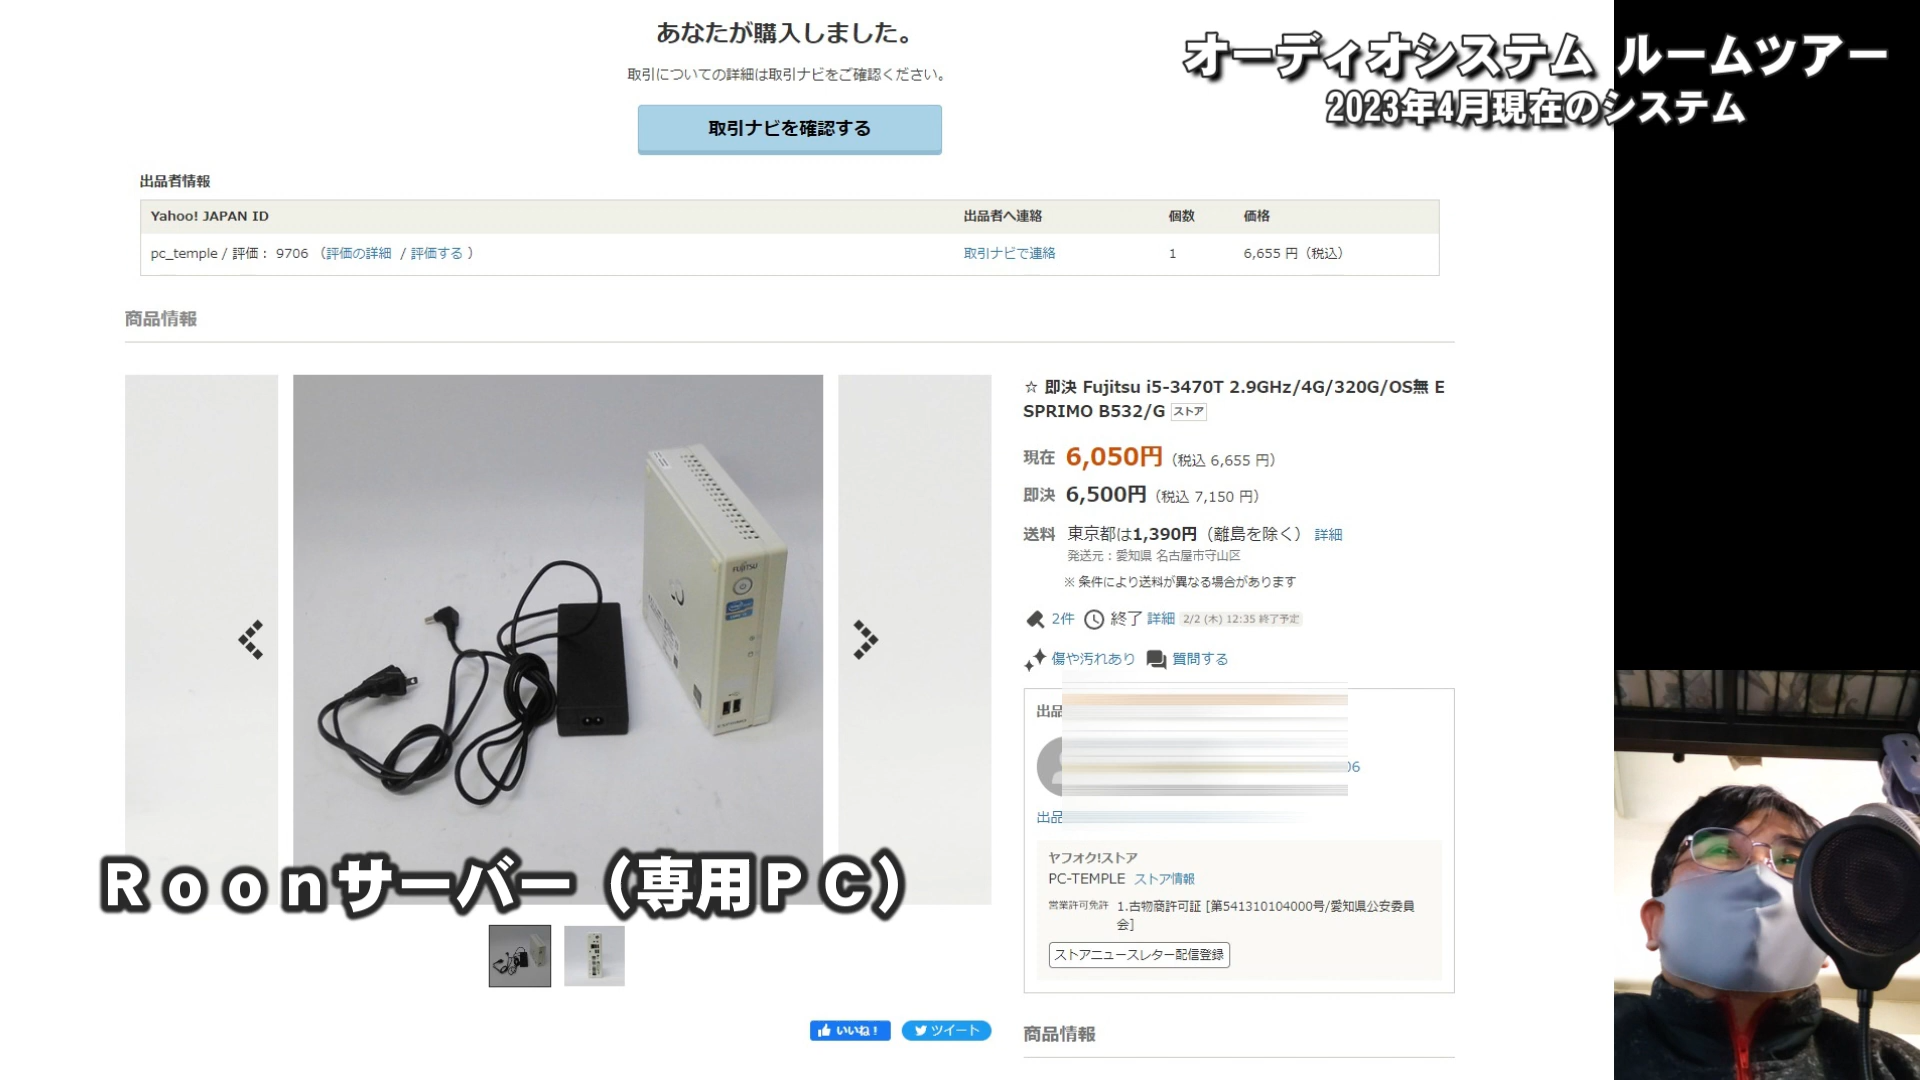 あなたが購入しました。
取引についての詳細は取引ナビをご確認ください。
取引ナビを確認する
オーディオシステム ルームツアー
2023年4月現在のシステム
出品者情報
Yahoo! JAPAN ID 出品者へ連絡 個数 価格
pc_temple / 評価： 9706 （評価の詳細 / 評価する ） 取引ナビで連絡 1 6,655 円（税込）
商品情報
☆ 即決 Fujitsu i5-3470T 2.9GHz/4G/320G/OS無 E
SPRIMO B532/G ストア
現在 6,050円（税込 6,655 円）
即決 6,500円（税込 7,150 円）
送料 東京都は1,390円（離島を除く） 詳細
発送元：愛知県 名古屋市守山区
※ 条件により送料が異なる場合があります
2件 終了 詳細 2/2 (木) 12:35 終了予定
傷や汚れあり 質問する
FUJITSU
出品
06
出品
ヤフオク!ストア
PC-TEMPLE ストア情報
営業許可免許 1.古物商許可証 [第541310104000号/愛知県公安委員
会]
ストアニュースレター配信登録
Ｒｏｏｎサーバー（専用ＰＣ）
いいね！ ツイート
商品情報